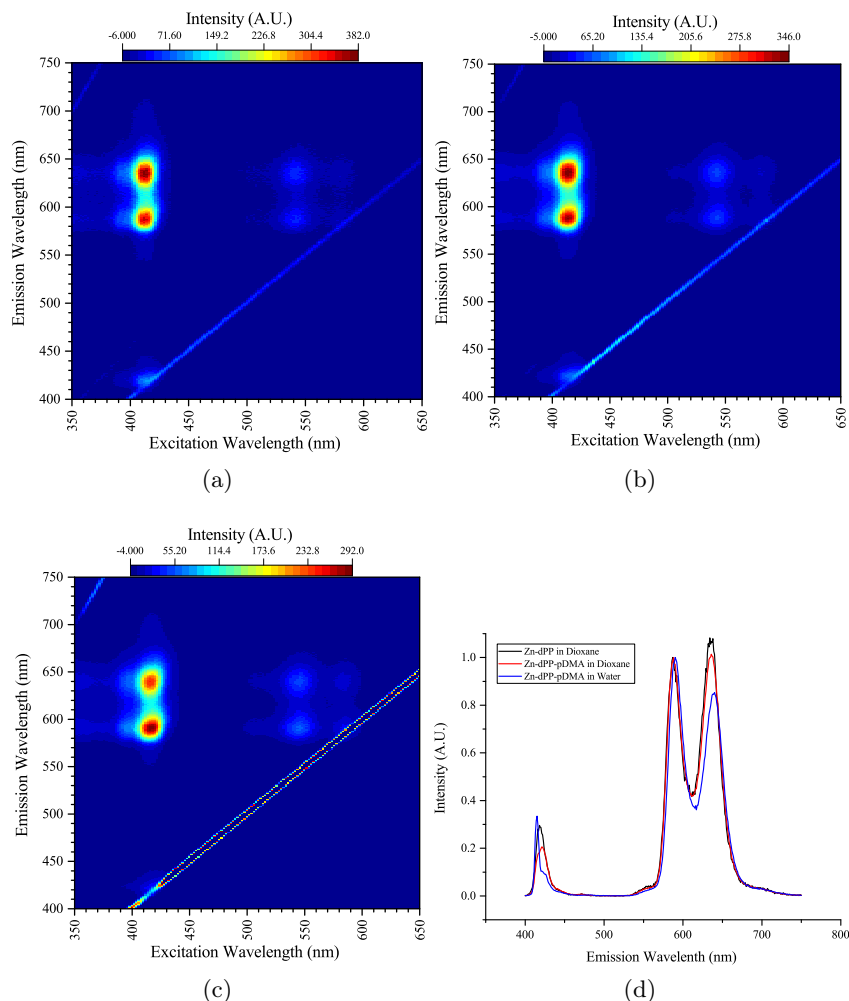 Intensity (A.U.)
-6.000 71.60 149.2 226.8 304.4 382.0
Emission Wavelength (nm)
750
700
650
600
550
500
450
400
350 400 450 500 550 600 650
Excitation Wavelength (nm)
(a)
Intensity (A.U.)
-5.000 65.20 135.4 205.6 275.8 346.0
Emission Wavelength (nm)
750
700
650
600
550
500
450
400
350 400 450 500 550 600 650
Excitation Wavelength (nm)
(b)
Intensity (A.U.)
-4.000 55.20 114.4 173.6 232.8 292.0
Emission Wavelength (nm)
750
700
650
600
550
500
450
400
350 400 450 500 550 600 650
Excitation Wavelength (nm)
(c)
Zn-dPP in Dioxane
Zn-dPP-pDMA in Dioxane
Zn-dPP-pDMA in Water
Intensity (A.U.)
1.0
0.8
0.6
0.4
0.2
0.0
400 500 600 700 800
Emission Wavelenth (nm)
(d)